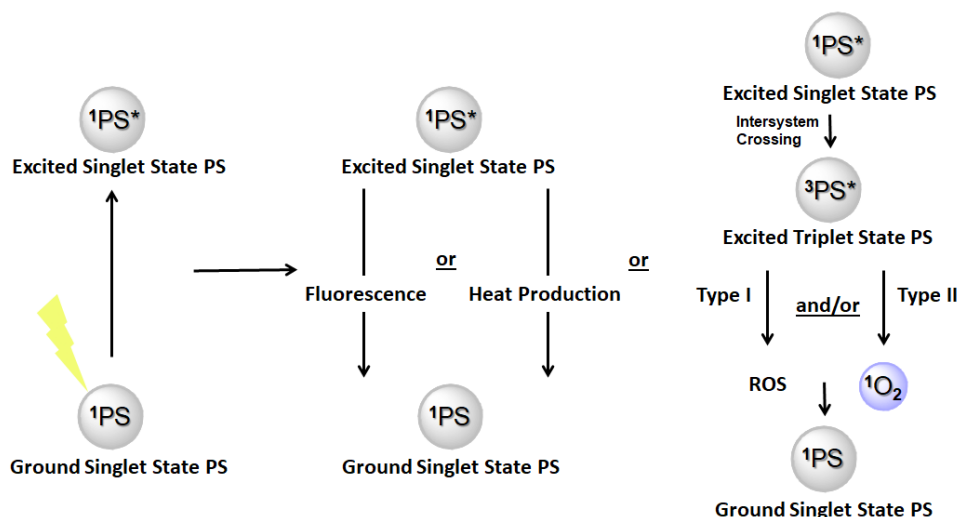 ¹PS*
Excited Singlet State PS
¹PS
Ground Singlet State PS
¹PS*
Excited Singlet State PS
or
Fluorescence
Heat Production
¹PS
Ground Singlet State PS
or
¹PS*
Excited Singlet State PS
Intersystem
Crossing
³PS*
Excited Triplet State PS
Type I
and/or
Type II
ROS
¹O₂
¹PS
Ground Singlet State PS